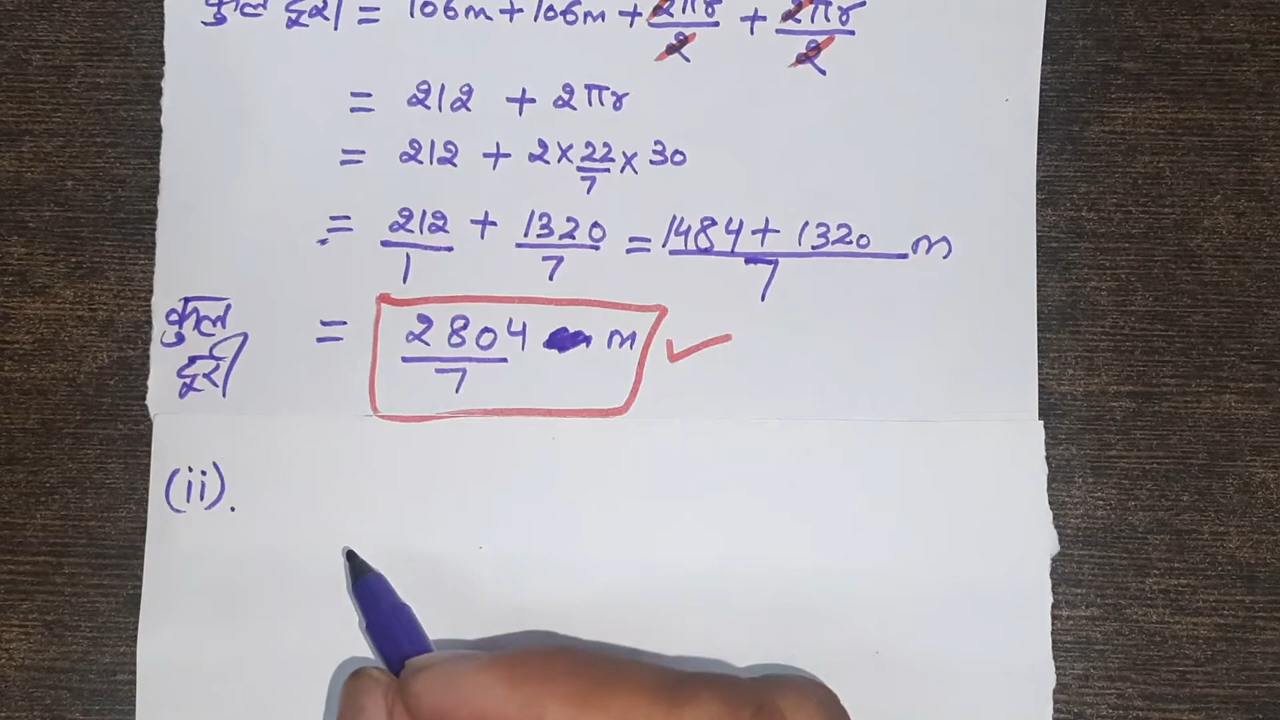 कुल दूरी = 106m + 106m + 2πr/2 + 2πr/2
= 212 + 2πr
= 212 + 2 × 22/7 × 30
= 212/1 + 1320/7 = 1484 + 1320/7 m
कुल दूरी = 2804/7 m ✓
(ii).